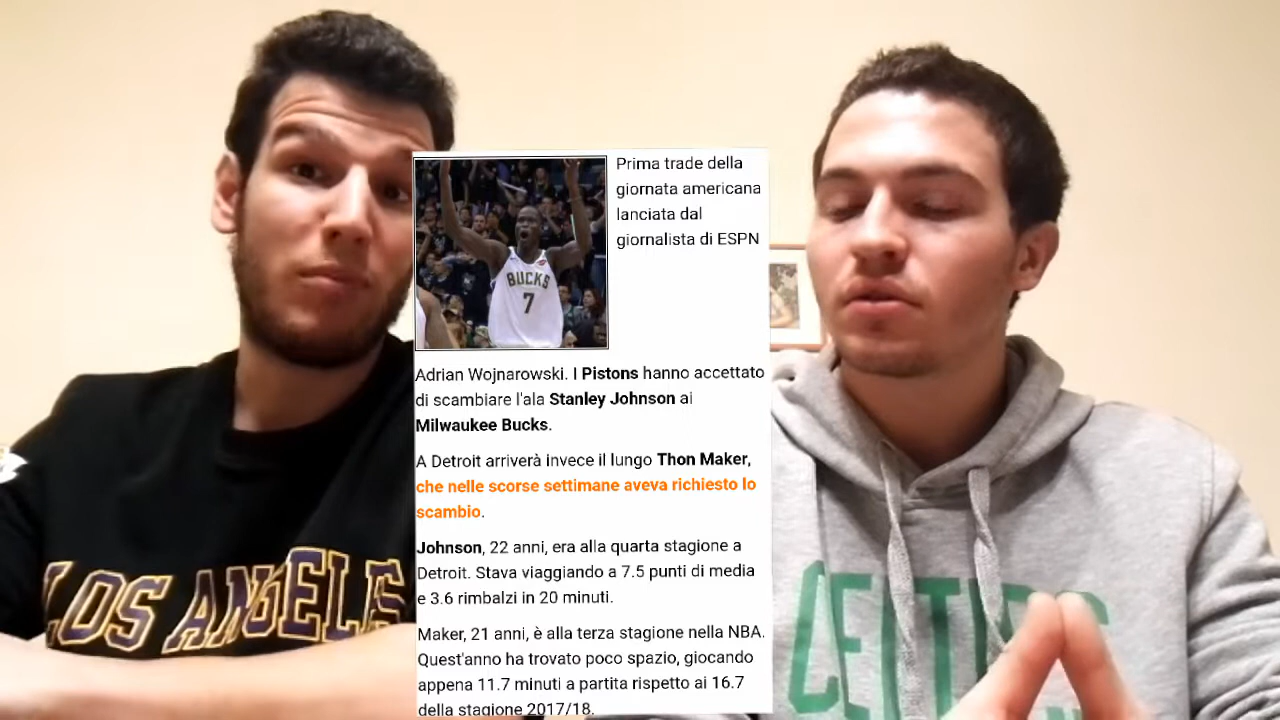 Prima trade della
giornata americana
lanciata dal
giornalista di ESPN
BUCKS
7
Adrian Wojnarowski. I Pistons hanno accettato
di scambiare l'ala Stanley Johnson ai
Milwaukee Bucks.
A Detroit arriverà invece il lungo Thon Maker,
che nelle scorse settimane aveva richiesto lo
scambio.
Johnson, 22 anni, era alla quarta stagione a
Detroit. Stava viaggiando a 7.5 punti di media
e 3.6 rimbalzi in 20 minuti.
Maker, 21 anni, è alla terza stagione nella NBA.
Quest'anno ha trovato poco spazio, giocando
appena 11.7 minuti a partita rispetto ai 16.7
della stagione 2017/18.
LOS ANGELES
CELTICS